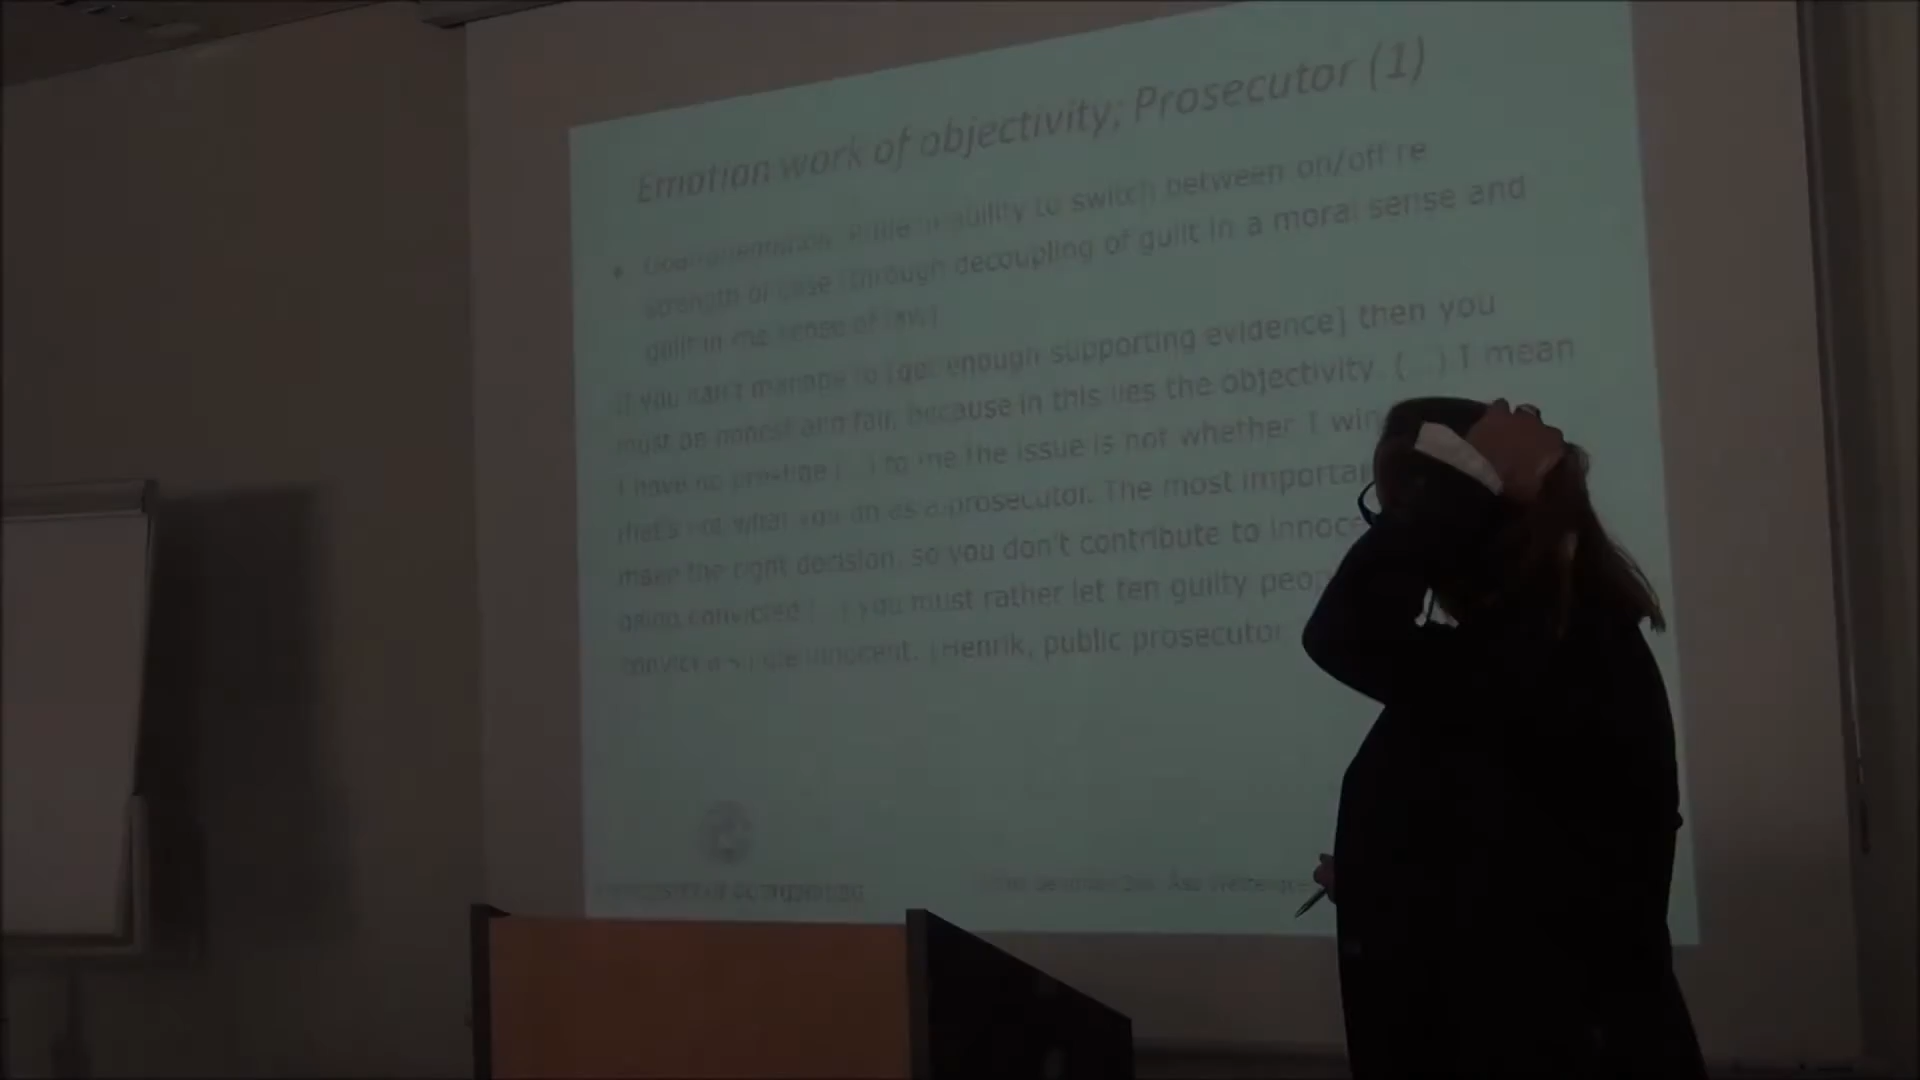 Emotion work of objectivity; Prosecutor (1)
ability to switch between on/off re
strength of case (through decoupling of guilt in a moral sense and
guilt in the sense of law.)
If you can't manage to [get enough supporting evidence] then you
must be honest and fair, because in this lies the objectivity. (...) I mean
I have no prestige (...) to me the issue is not whether I win
that's not what you do as a prosecutor. The most
make the right decision, so you don't contribute to
being convicted (...) you must rather let ten guilty
convict a single innocent. (Henrik, public prosecutor